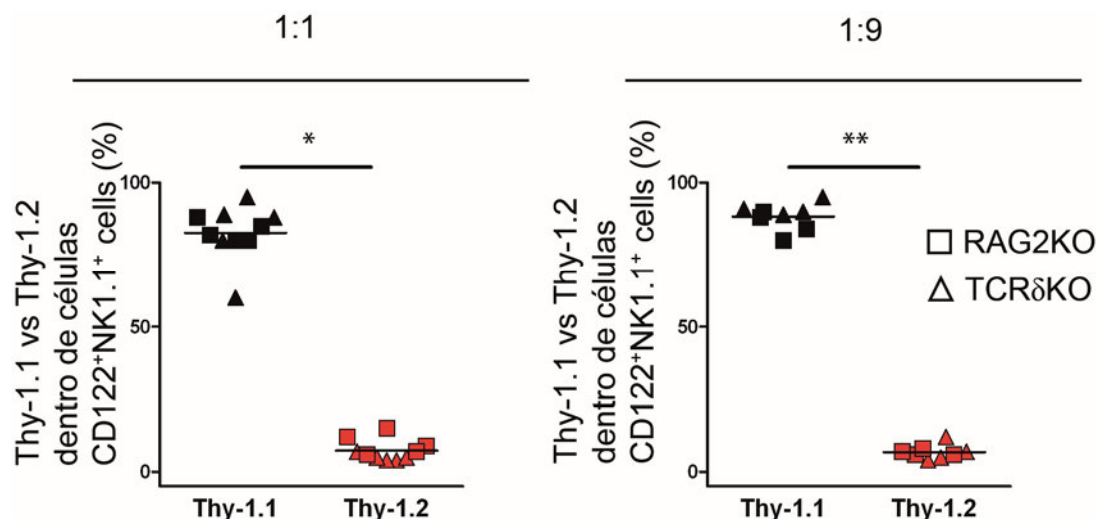 1:1
Thy-1.1 vs Thy-1.2
dentro de células
CD122⁺NK1.1⁺ cells (%)
*
100
50
0
Thy-1.1 Thy-1.2
1:9
Thy-1.1 vs Thy-1.2
dentro de células
CD122⁺NK1.1⁺ cells (%)
**
100
50
0
Thy-1.1 Thy-1.2
RAG2KO
TCRδKO